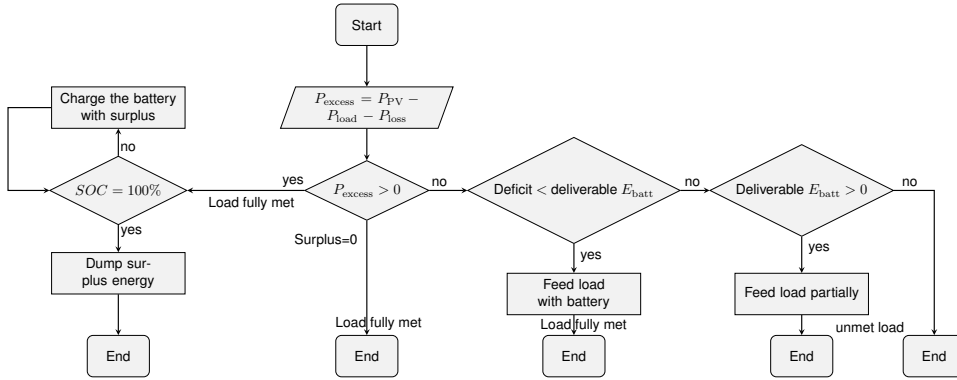 Start
P_excess = P_PV −
P_load − P_loss
Charge the battery
with surplus
no
SOC = 100%
yes
Load fully met
P_excess > 0
no
Deficit < deliverable E_batt
no
Deliverable E_batt > 0
no
yes
Surplus=0
yes
yes
Dump sur-
plus energy
Feed load
with battery
Feed load partially
Load fully met
Load fully met
unmet load
End
End
End
End
End